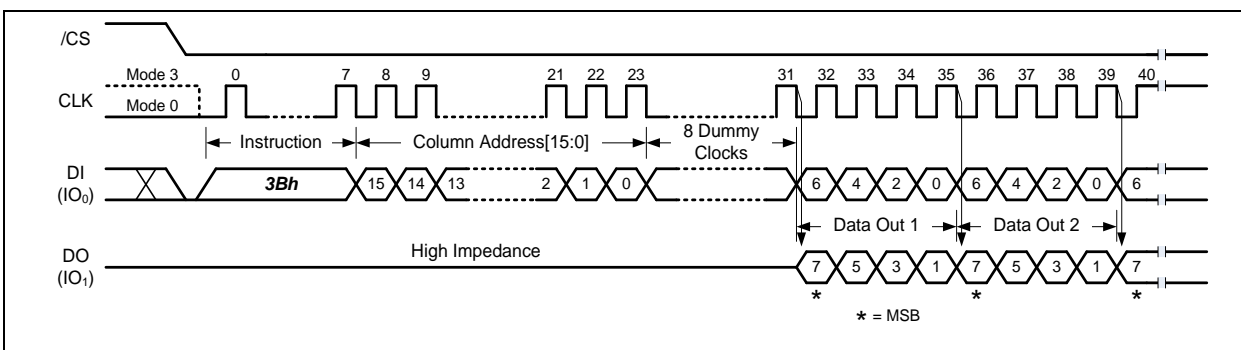 /CS
Mode 3 0 7 8 9 21 22 23 31 32 33 34 35 36 37 38 39 40
CLK
Mode 0
Instruction Column Address[15:0] 8 Dummy
Clocks
DI
(IO₀)
3Bh 15 14 13 2 1 0 6 4 2 0 6 4 2 0 6
Data Out 1 Data Out 2
High Impedance
DO
(IO₁)
7 5 3 1 7 5 3 1 7
* * *
* = MSB